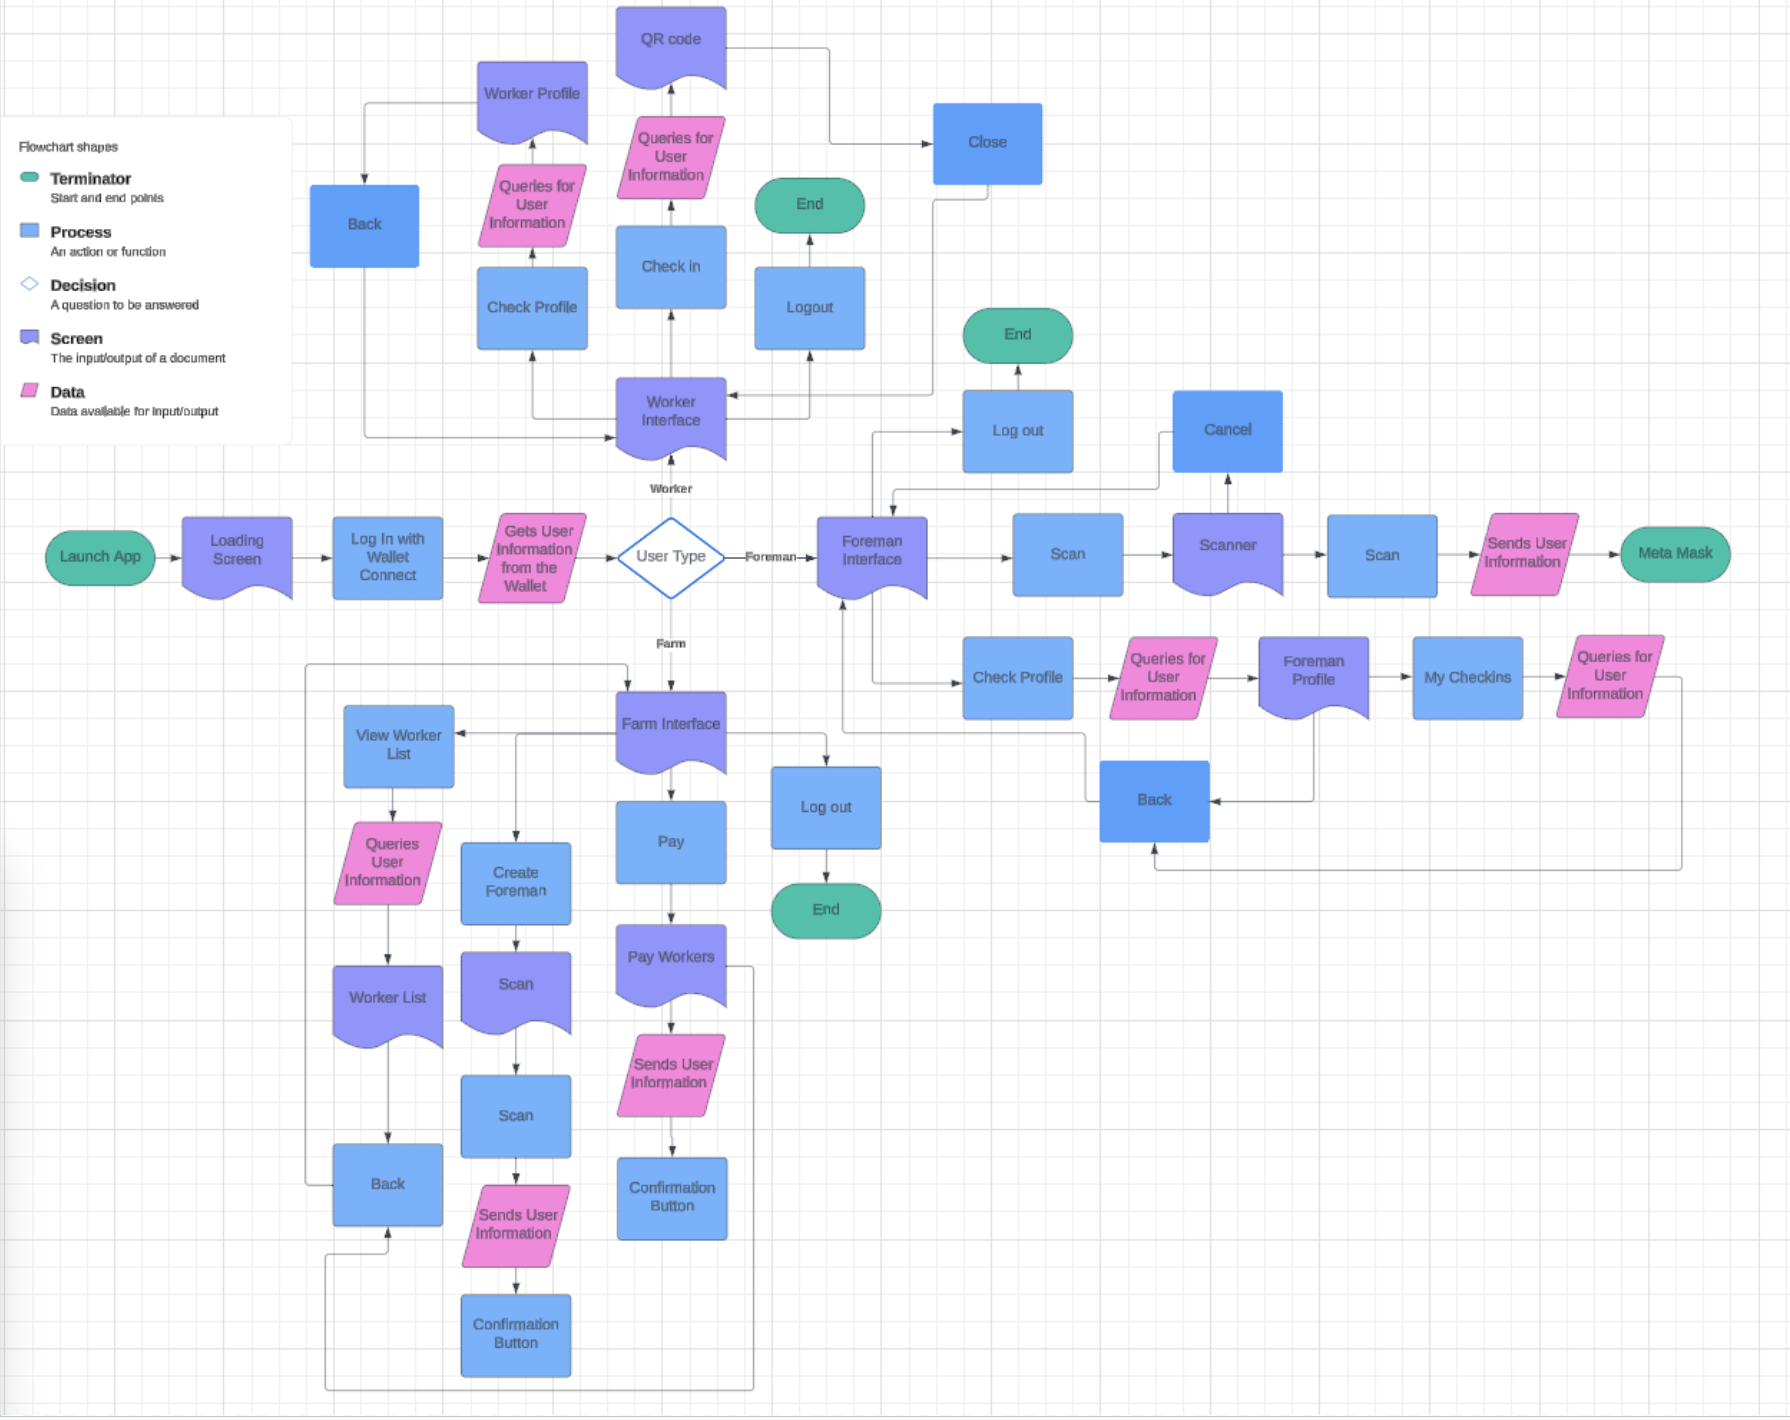 QR code
Worker Profile
Queries for
User
Information
Close
Flowchart shapes
Terminator
Start and end points
Process
An action or function
Decision
A question to be answered
Screen
The input/output of a document
Data
Data available for input/output
Back
Queries for
User
Information
End
Check in
Check Profile
Logout
End
Worker
Interface
Log out
Cancel
Worker
Launch App
Loading
Screen
Log In with
Wallet
Connect
Gets User
Information
from the
Wallet
User Type
Foreman
Foreman
Interface
Scan
Scanner
Scan
Sends User
Information
Meta Mask
Farm
Check Profile
Queries for
User
Information
Foreman
Profile
My Checkins
Queries for
User
Information
Farm Interface
View Worker
List
Log out
Back
Pay
Queries
User
Information
Create
Foreman
End
Pay Workers
Worker List
Scan
Sends User
Information
Scan
Back
Confirmation
Button
Sends User
Information
Confirmation
Button